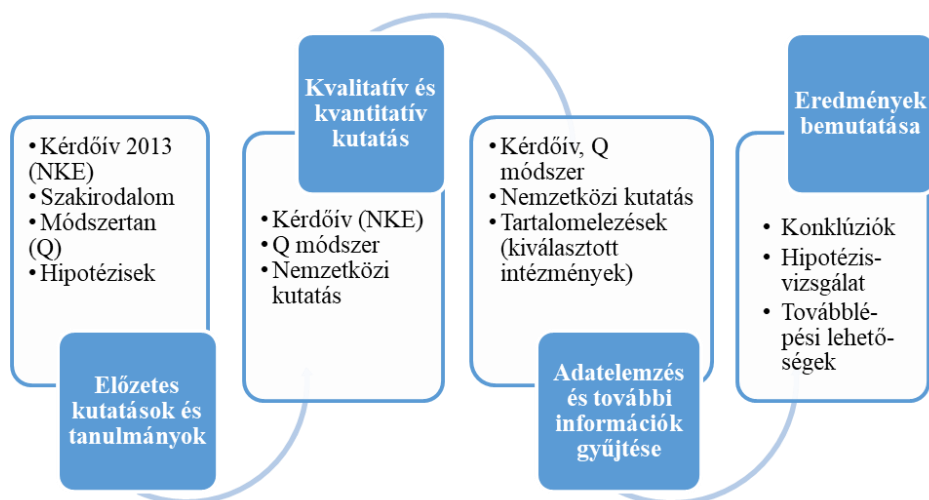 • Kérdőív 2013
(NKE)
• Szakirodalom
• Módszertan
(Q)
• Hipotézisek
Előzetes
kutatások és
tanulmányok
Kvalitatív és
kvantitatív
kutatás
• Kérdőív (NKE)
• Q módszer
• Nemzetközi
kutatás
• Kérdőív, Q
módszer
• Nemzetközi kutatás
• Tartalomelezések
(kiválasztott
intézmények)
Adatelemzés
és további
információk
gyűjtése
Eredmények
bemutatása
• Konklúziók
• Hipotézis-
vizsgálat
• Továbblé-
pési lehető-
ségek